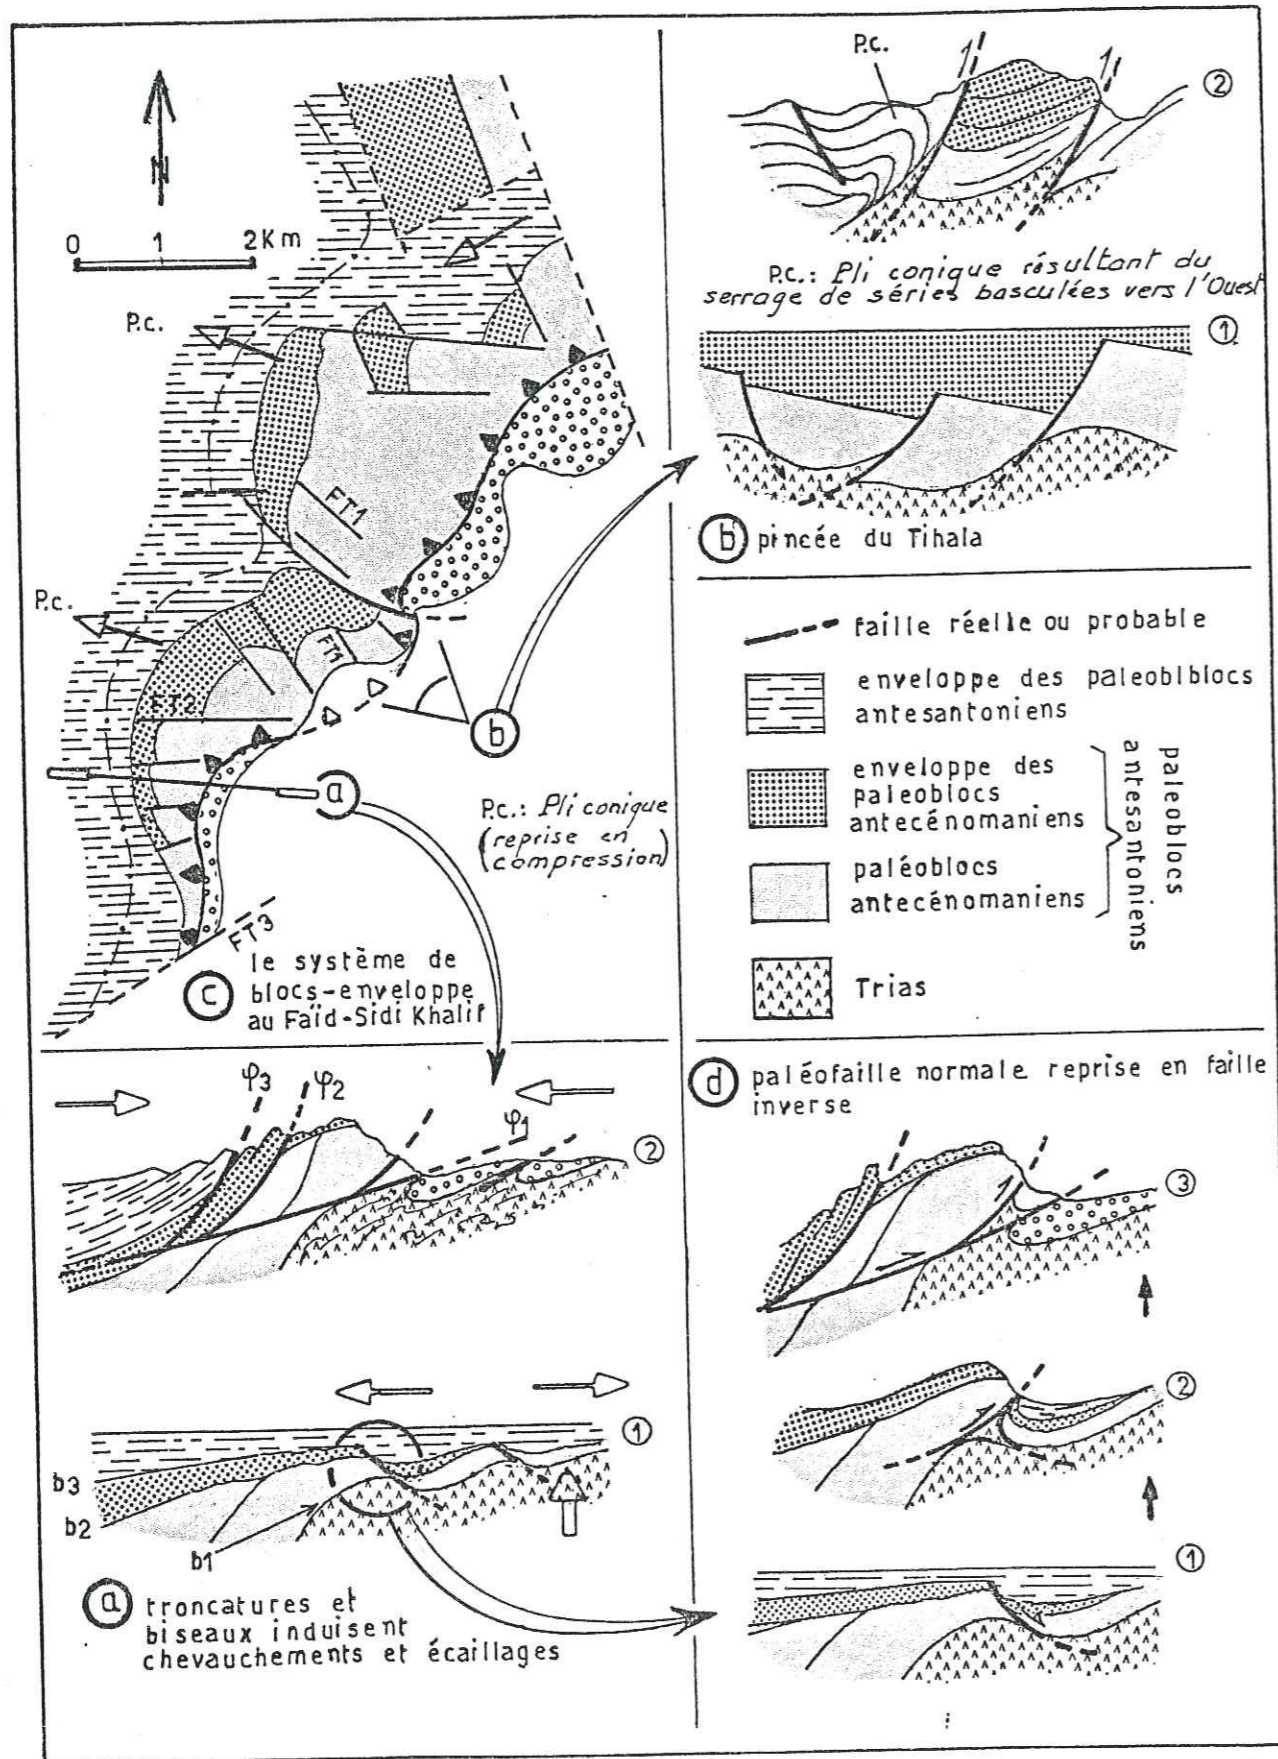 N
0 1 2Km
P.c.
FT1
P.c.
FT1
FT2
FT3
a
b
P.c.: Pli conique
(reprise en
compression)
c
le système de
blocs-enveloppe
au Faïd-Sidi Khalif
P.c.
2
P.c.: Pli conique résultant du
serrage de séries basculées vers l'Ouest
1
b pincée du Tihala
faille réelle ou probable
enveloppe des paleoblblocs
antesantoniens
enveloppe des
paleoblocs
antecénomaniens
paléoblocs
antecénomaniens
paleoblocs
antesantoniens
Trias
φ3
φ2
φ1
2
1
b3
b2
b1
a troncatures et
biseaux induisent
chevauchements et écaillages
d paléofaille normale reprise en faille
inverse
3
2
1